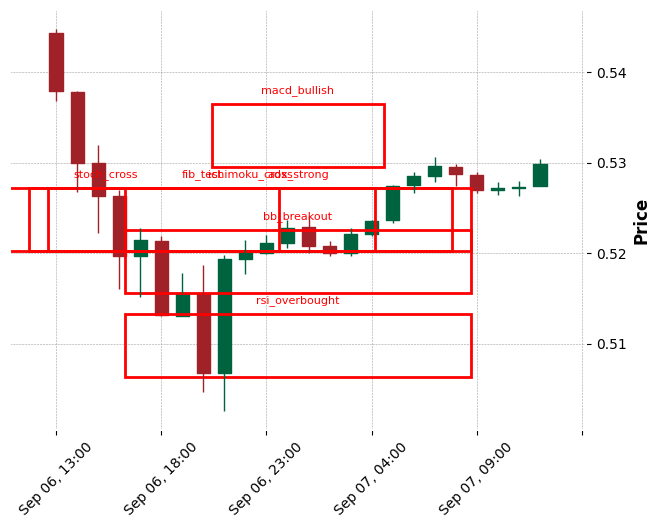 0.54
macd_bullish
0.53
stoch_cross
fib_test
ichimoku_cross
adx_strong
bb_breakout
0.52
rsi_overbought
0.51
Price
Sep 06, 13:00
Sep 06, 18:00
Sep 06, 23:00
Sep 07, 04:00
Sep 07, 09:00